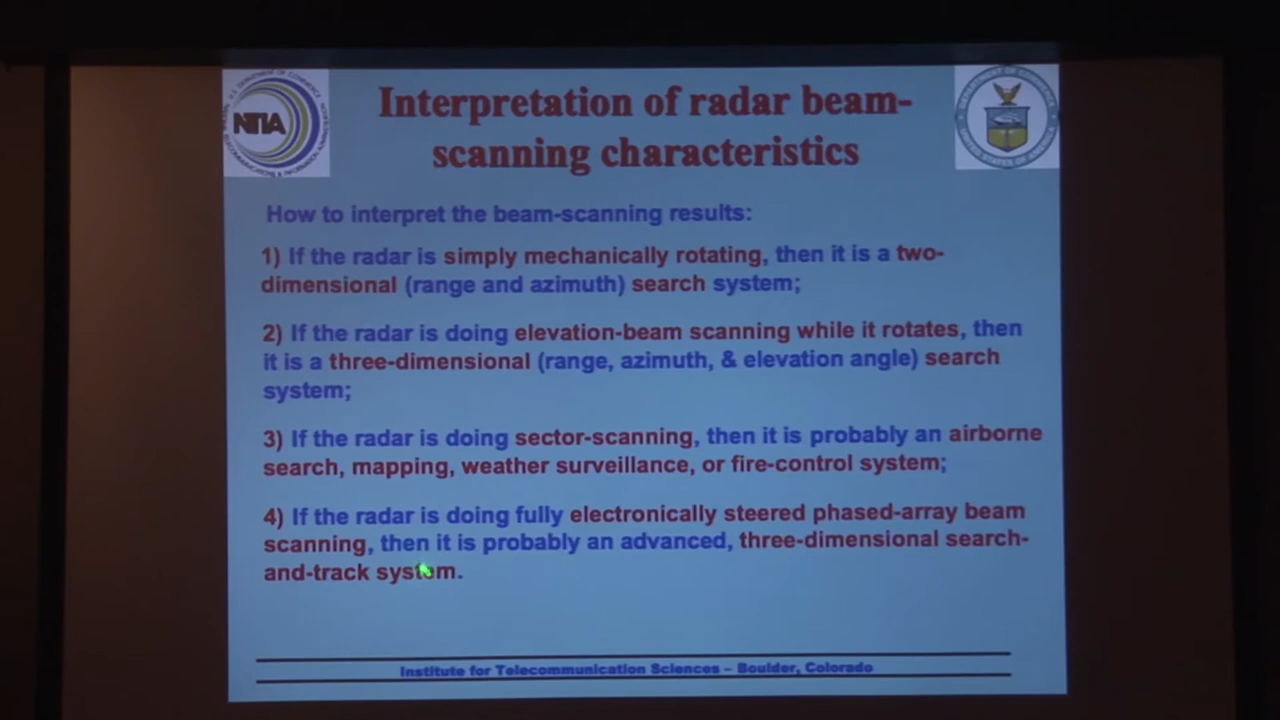 NTIA
Interpretation of radar beam-
scanning characteristics
How to interpret the beam-scanning results:
1) If the radar is simply mechanically rotating, then it is a two-
dimensional (range and azimuth) search system;
2) If the radar is doing elevation-beam scanning while it rotates, then
it is a three-dimensional (range, azimuth, & elevation angle) search
system;
3) If the radar is doing sector-scanning, then it is probably an airborne
search, mapping, weather surveillance, or fire-control system;
4) If the radar is doing fully electronically steered phased-array beam
scanning, then it is probably an advanced, three-dimensional search-
and-track system.
Institute for Telecommunication Sciences – Boulder, Colorado